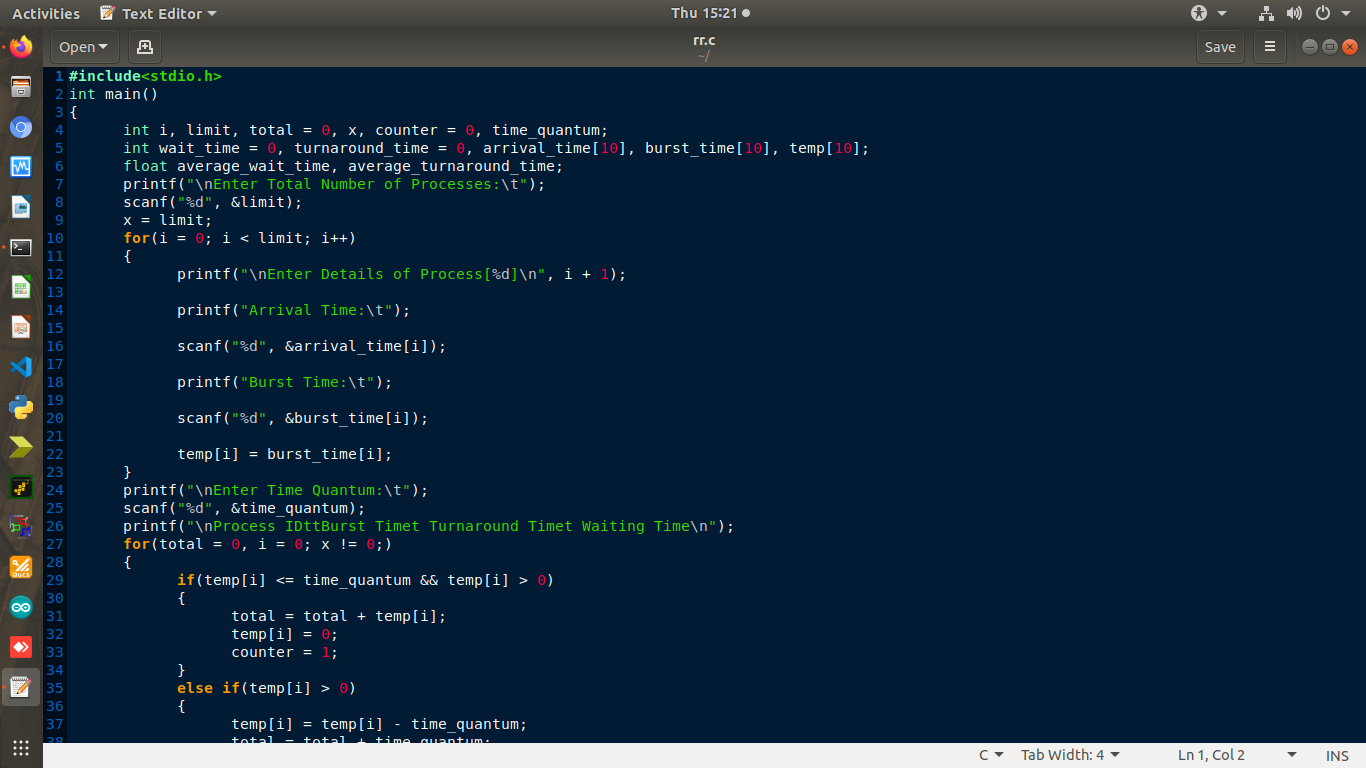 Activities Text Editor Thu 15:21
Open rr.c Save
~/
1 #include<stdio.h>
2 int main()
3 {
4 int i, limit, total = 0, x, counter = 0, time_quantum;
5 int wait_time = 0, turnaround_time = 0, arrival_time[10], burst_time[10], temp[10];
6 float average_wait_time, average_turnaround_time;
7 printf("\nEnter Total Number of Processes:\t");
8 scanf("%d", &limit);
9 x = limit;
10 for(i = 0; i < limit; i++)
11 {
12 printf("\nEnter Details of Process[%d]\n", i + 1);
13
14 printf("Arrival Time:\t");
15
16 scanf("%d", &arrival_time[i]);
17
18 printf("Burst Time:\t");
19
20 scanf("%d", &burst_time[i]);
21
22 temp[i] = burst_time[i];
23 }
24 printf("\nEnter Time Quantum:\t");
25 scanf("%d", &time_quantum);
26 printf("\nProcess IDttBurst Timet Turnaround Timet Waiting Time\n");
27 for(total = 0, i = 0; x != 0;)
28 {
29 if(temp[i] <= time_quantum && temp[i] > 0)
30 {
31 total = total + temp[i];
32 temp[i] = 0;
33 counter = 1;
34 }
35 else if(temp[i] > 0)
36 {
37 temp[i] = temp[i] - time_quantum;
38 total = total + time_quantum;
C Tab Width: 4 Ln 1, Col 2 INS